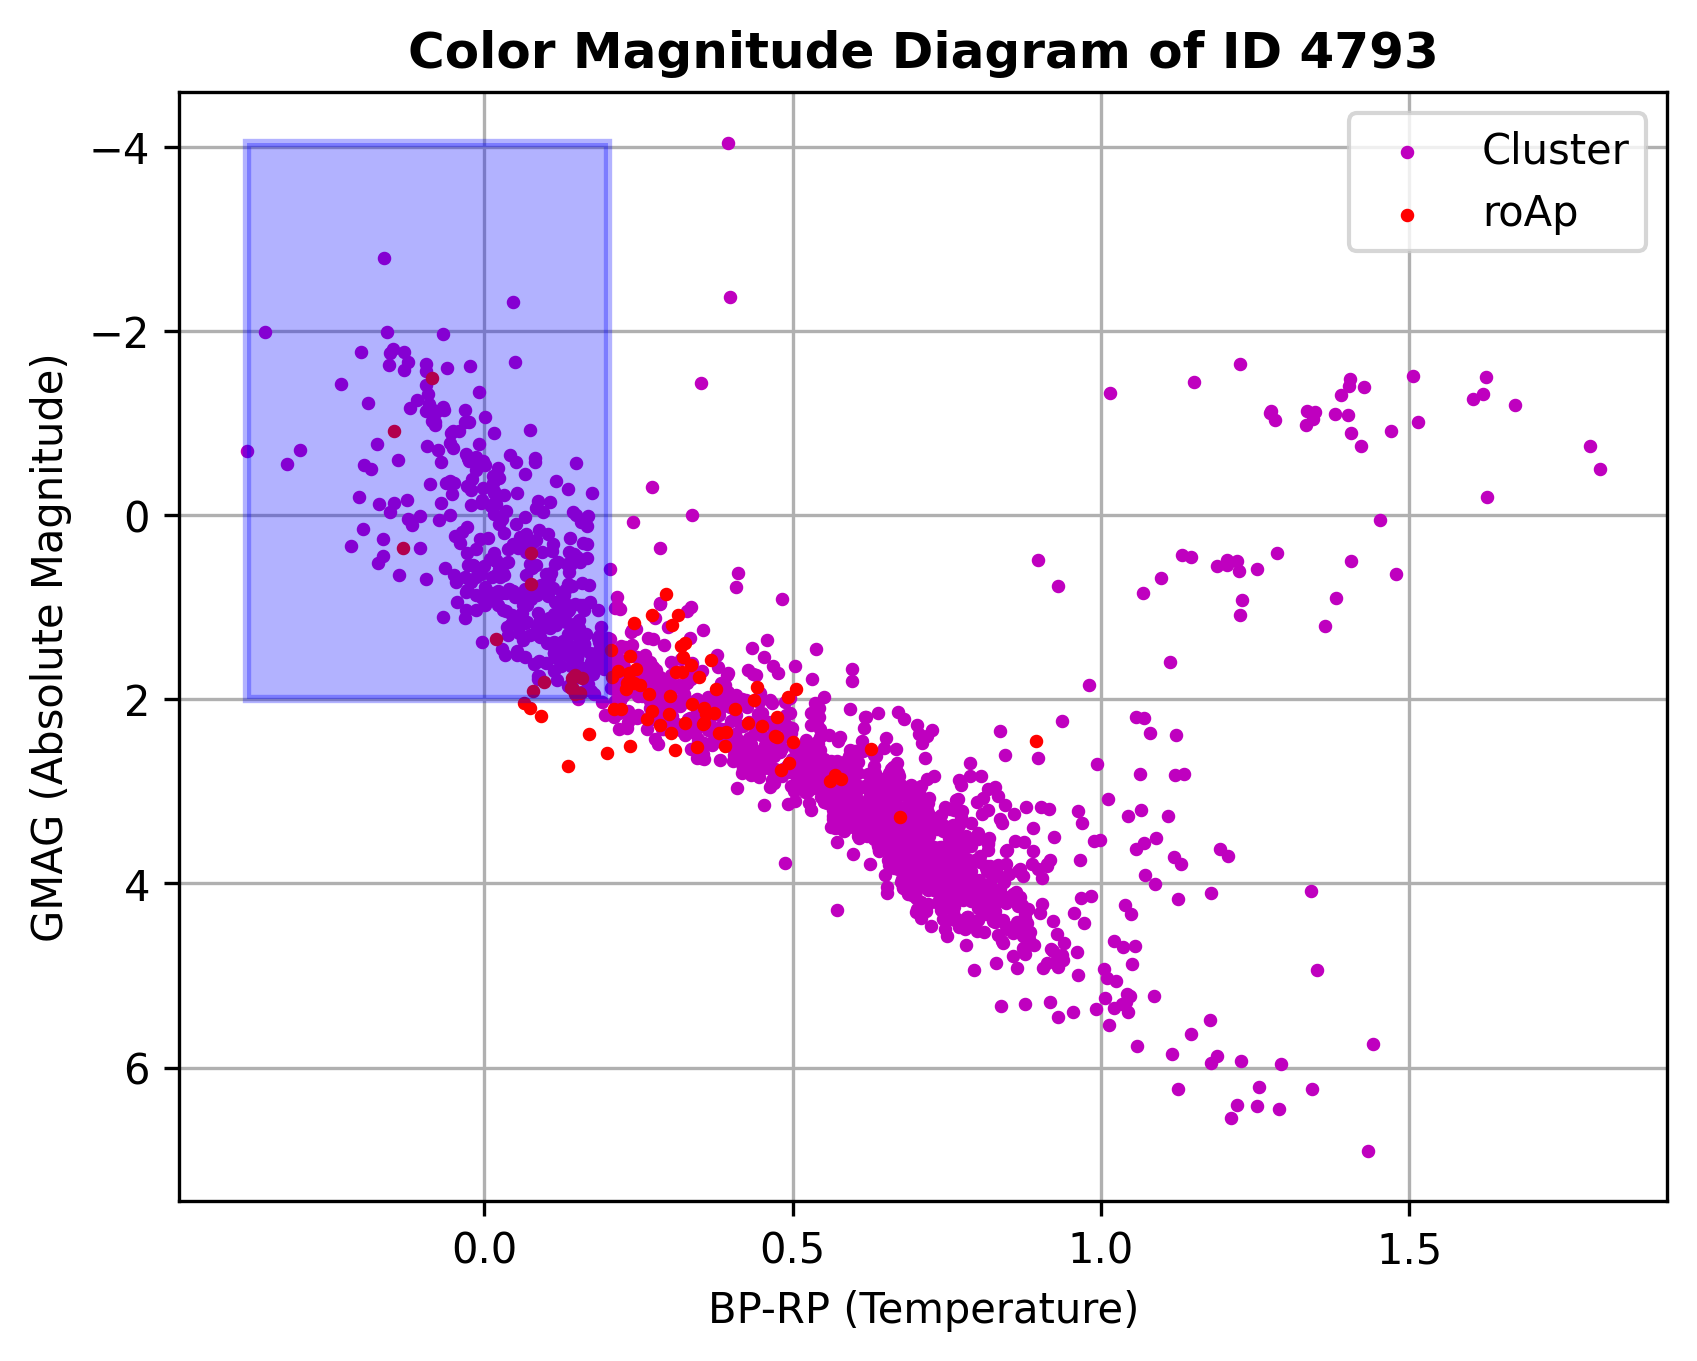 Color Magnitude Diagram of ID 4793
Cluster
roAp
−4
−2
0
2
4
6
GMAG (Absolute Magnitude)
0.0 0.5 1.0 1.5
BP-RP (Temperature)